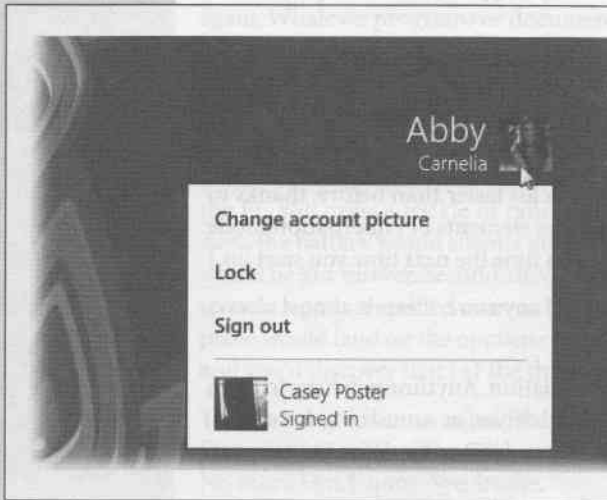 Abby
Carnelia
Change account picture
Lock
Sign out
Casey Poster
Signed in